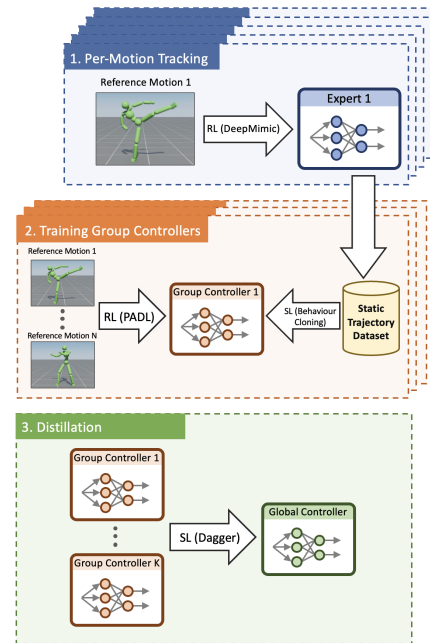 1. Per-Motion Tracking
Reference Motion 1
RL (DeepMimic)
Expert 1
2. Training Group Controllers
Reference Motion 1
Reference Motion N
RL (PADL)
Group Controller 1
SL (Behaviour
Cloning)
Static
Trajectory
Dataset
3. Distillation
Group Controller 1
Group Controller K
SL (Dagger)
Global Controller